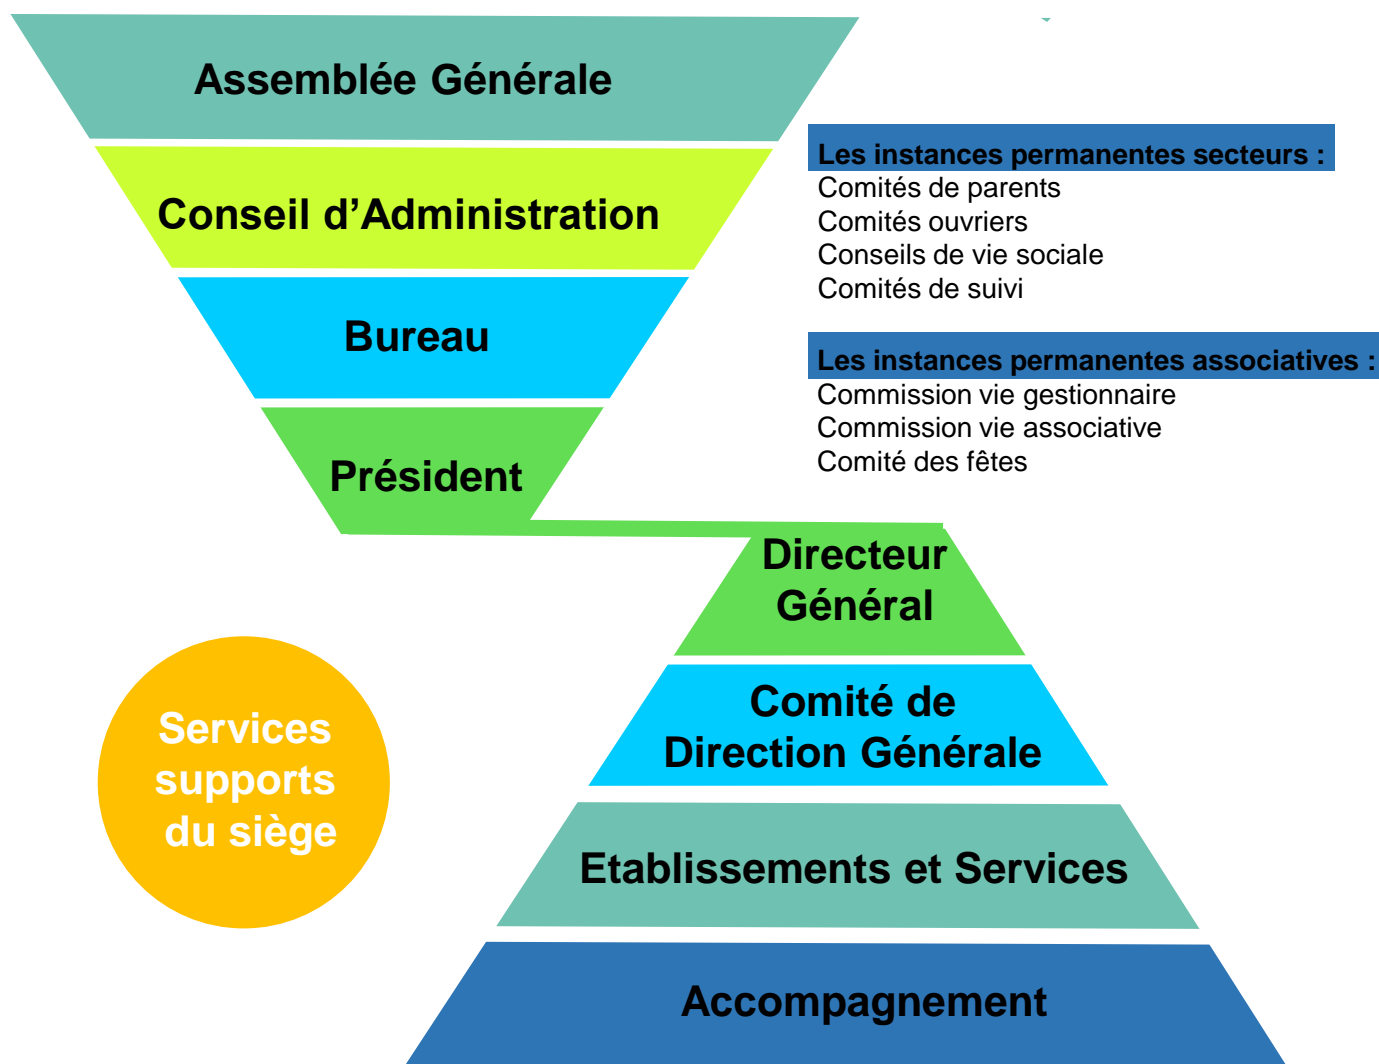 Assemblée Générale
Conseil d’Administration
Bureau
Président
Les instances permanentes secteurs :
Comités de parents
Comités ouvriers
Conseils de vie sociale
Comités de suivi
Les instances permanentes associatives :
Commission vie gestionnaire
Commission vie associative
Comité des fêtes
Directeur
Général
Comité de
Direction Générale
Etablissements et Services
Accompagnement
Services
supports
du siège